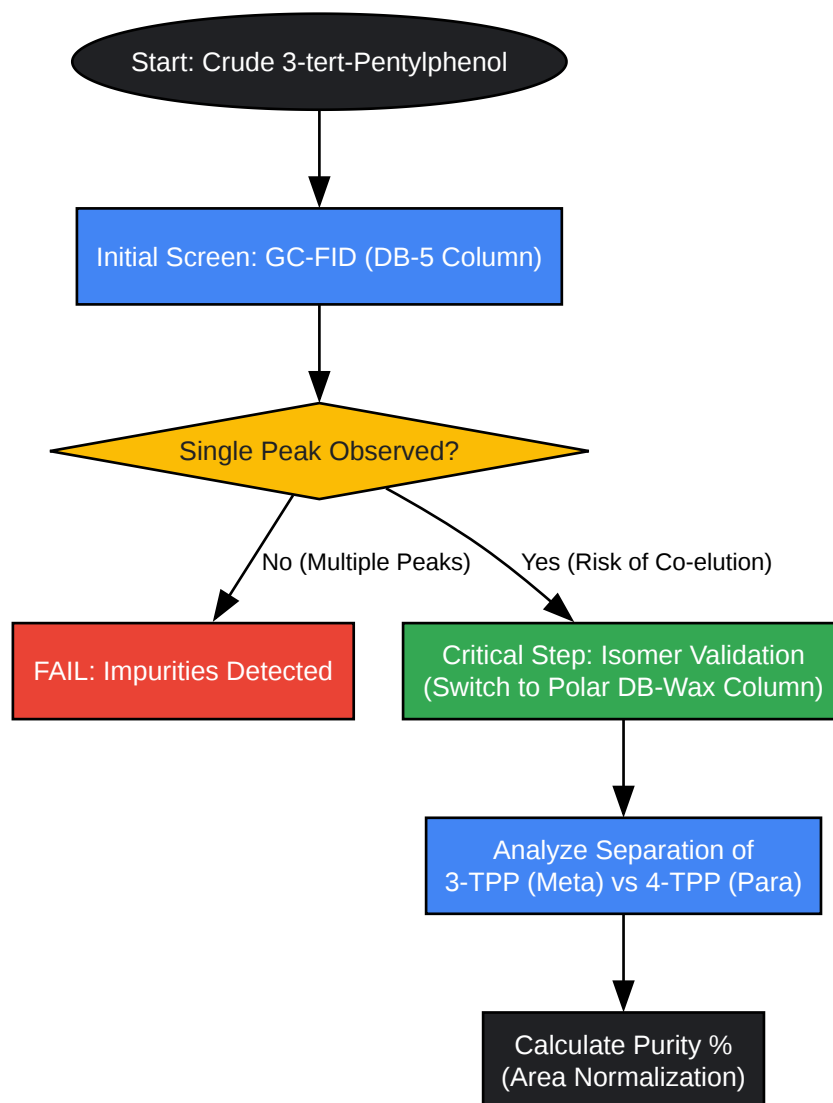 Start: Crude 3-tert-Pentylphenol
Initial Screen: GC-FID (DB-5 Column)
Single Peak Observed?
No (Multiple Peaks)
Yes (Risk of Co-elution)
FAIL: Impurities Detected
Critical Step: Isomer Validation
(Switch to Polar DB-Wax Column)
Analyze Separation of
3-TPP (Meta) vs 4-TPP (Para)
Calculate Purity %
(Area Normalization)